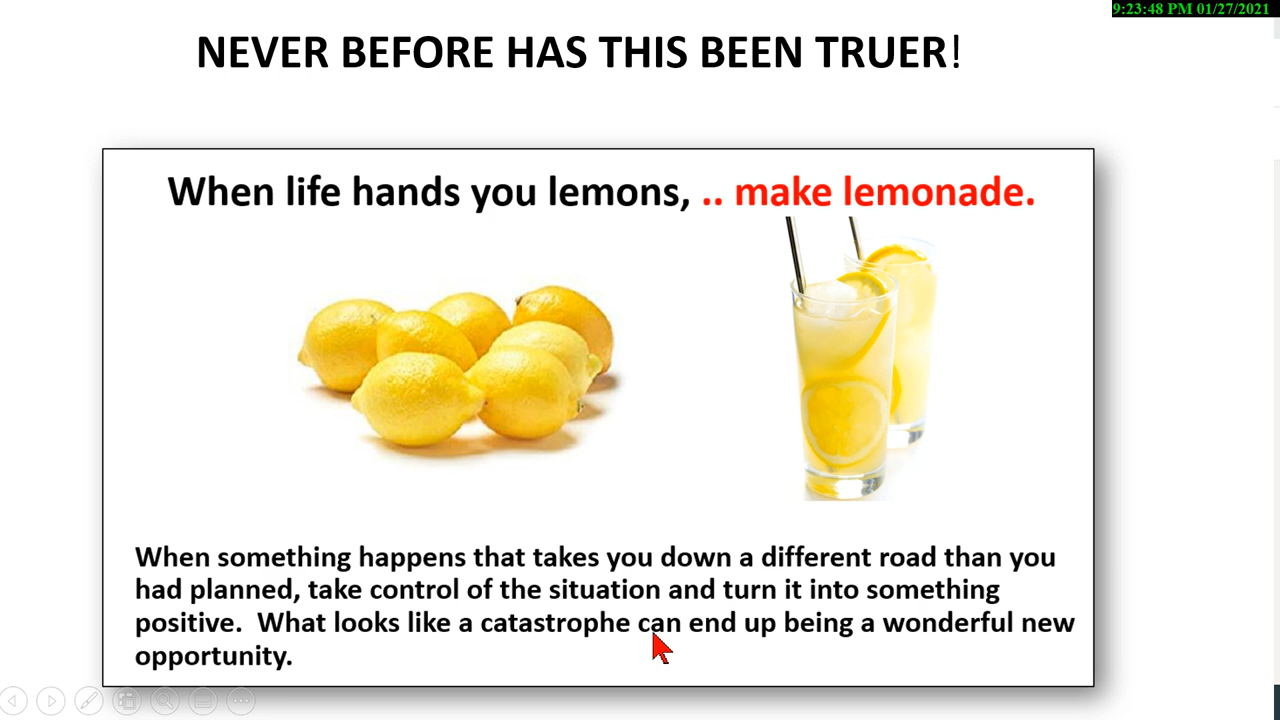 9:23:48 PM 01/27/2021
NEVER BEFORE HAS THIS BEEN TRUER!
When life hands you lemons, .. make lemonade.
When something happens that takes you down a different road than you
had planned, take control of the situation and turn it into something
positive.  What looks like a catastrophe can end up being a wonderful new
opportunity.